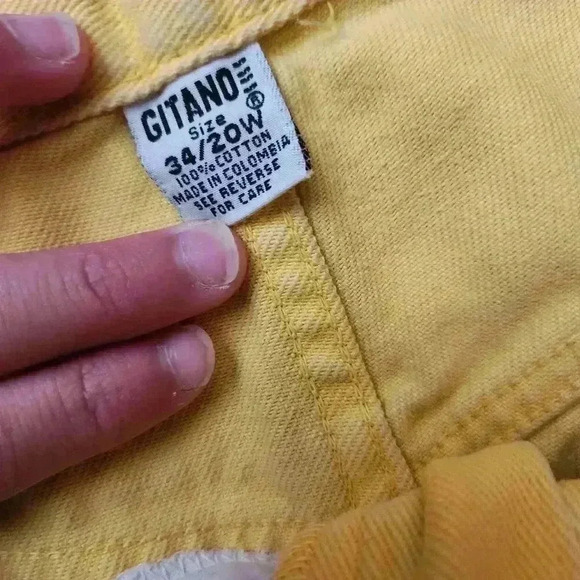 GITANO®
Size
34/20W
100% COTTON
MADE IN COLOMBIA
SEE REVERSE
FOR CARE